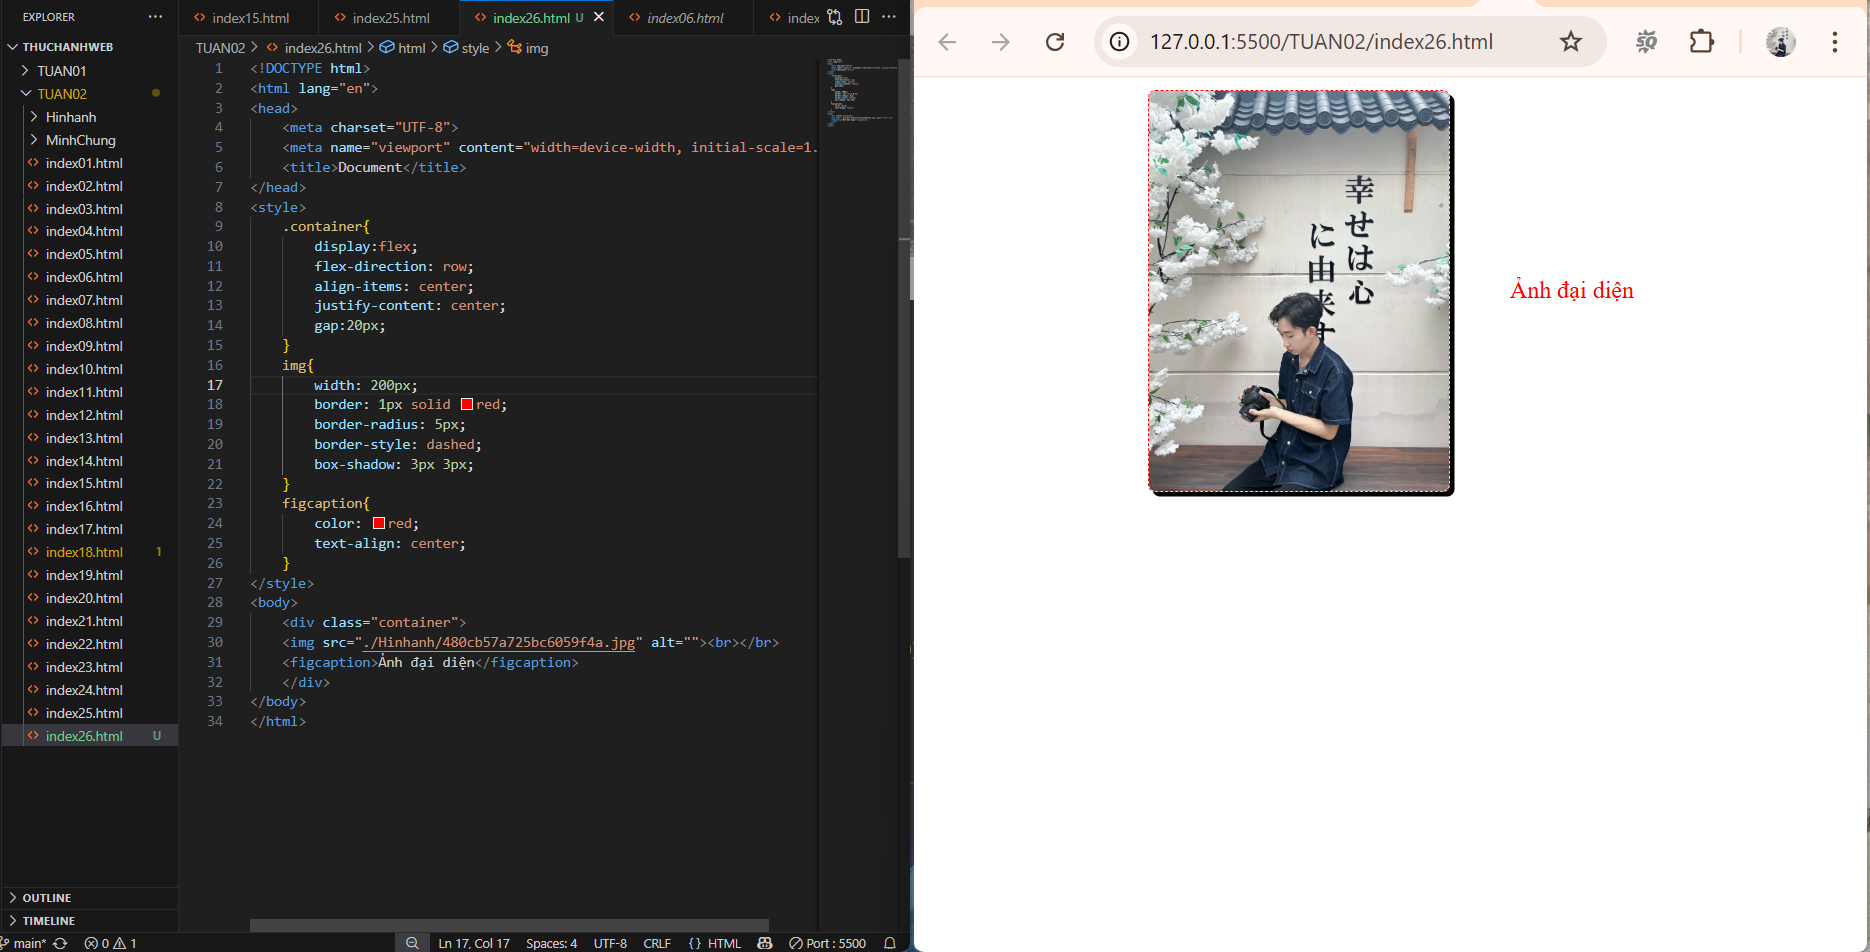 EXPLORER
THUCHANHWEB
TUAN01
TUAN02
Hinhanh
MinhChung
index01.html
index02.html
index03.html
index04.html
index05.html
index06.html
index07.html
index08.html
index09.html
index10.html
index11.html
index12.html
index13.html
index14.html
index15.html
index16.html
index17.html
index18.html 1
index19.html
index20.html
index21.html
index22.html
index23.html
index24.html
index25.html
index26.html U
OUTLINE
TIMELINE
index15.html index25.html index26.html U index06.html index
TUAN02 > index26.html > html > style > img
1 <!DOCTYPE html>
2 <html lang="en">
3 <head>
4 <meta charset="UTF-8">
5 <meta name="viewport" content="width=device-width, initial-scale=1.
6 <title>Document</title>
7 </head>
8 <style>
9 .container{
10 display:flex;
11 flex-direction: row;
12 align-items: center;
13 justify-content: center;
14 gap:20px;
15 }
16 img{
17 width: 200px;
18 border: 1px solid red;
19 border-radius: 5px;
20 border-style: dashed;
21 box-shadow: 3px 3px;
22 }
23 figcaption{
24 color: red;
25 text-align: center;
26 }
27 </style>
28 <body>
29 <div class="container">
30 <img src="./Hinhanh/480cb57a725bc6059f4a.jpg" alt=""><br></br>
31 <figcaption>Ảnh đại diện</figcaption>
32 </div>
33 </body>
34 </html>
main* 0 1 Ln 17, Col 17 Spaces: 4 UTF-8 CRLF {} HTML Port : 5500
127.0.0.1:5500/TUAN02/index26.html
幸せは心
に由来す
Ảnh đại diện